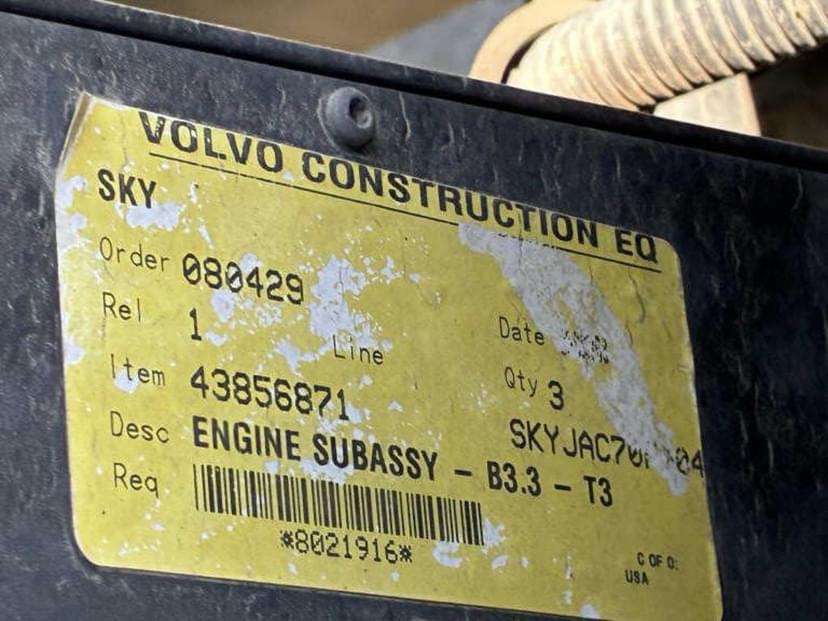 VOLVO CONSTRUCTION EQ
SKY
Order 080429
Rel 1 Line
Date
Item 43856871
Qty 3
Desc ENGINE SUBASSY - B3.3 - T3
Req
*8021916*
C OF O:
USA